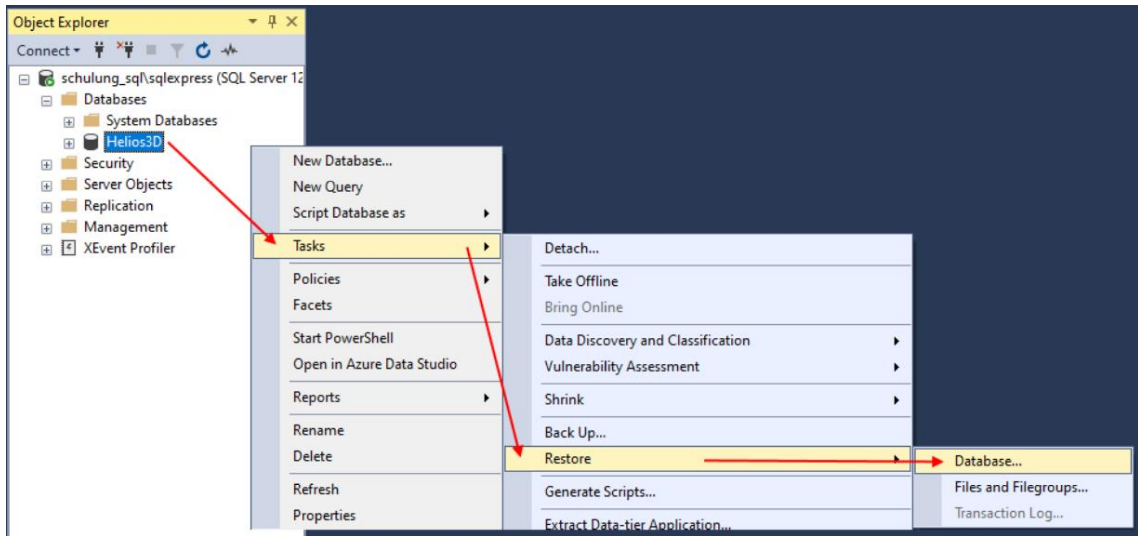 Object Explorer
Connect
schulung_sql\sqlexpress (SQL Server 12
Databases
System Databases
Helios3D
Security
Server Objects
Replication
Management
XEvent Profiler
New Database...
New Query
Script Database as
Tasks
Policies
Facets
Start PowerShell
Open in Azure Data Studio
Reports
Rename
Delete
Refresh
Properties
Detach...
Take Offline
Bring Online
Data Discovery and Classification
Vulnerability Assessment
Shrink
Back Up...
Restore
Generate Scripts...
Extract Data-tier Application...
Database...
Files and Filegroups...
Transaction Log...